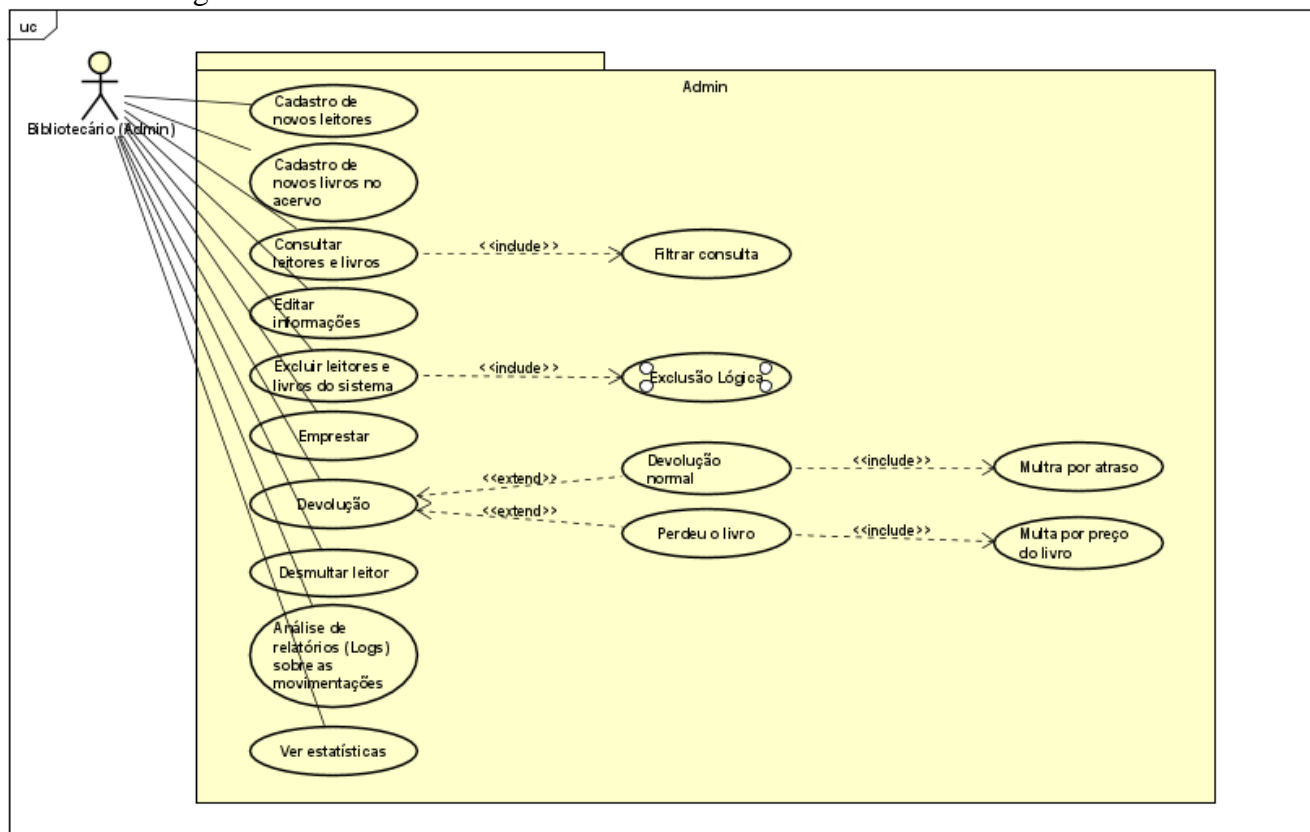 uc
Admin
Bibliotecário (Admin)
Cadastro de
novos leitores
Cadastro de
novos livros no
acervo
Consultar
leitores e livros
<<include>>
Filtrar consulta
Editar
informações
Excluir leitores e
livros do sistema
<<include>>
Exclusão Lógica
Emprestar
Devolução
<<extend>>
<<extend>>
Devolução
normal
<<include>>
Multra por atraso
Perdeu o livro
<<include>>
Multa por preço
do livro
Desmultar leitor
Análise de
relatórios (Logs)
sobre as
movimentações
Ver estatísticas